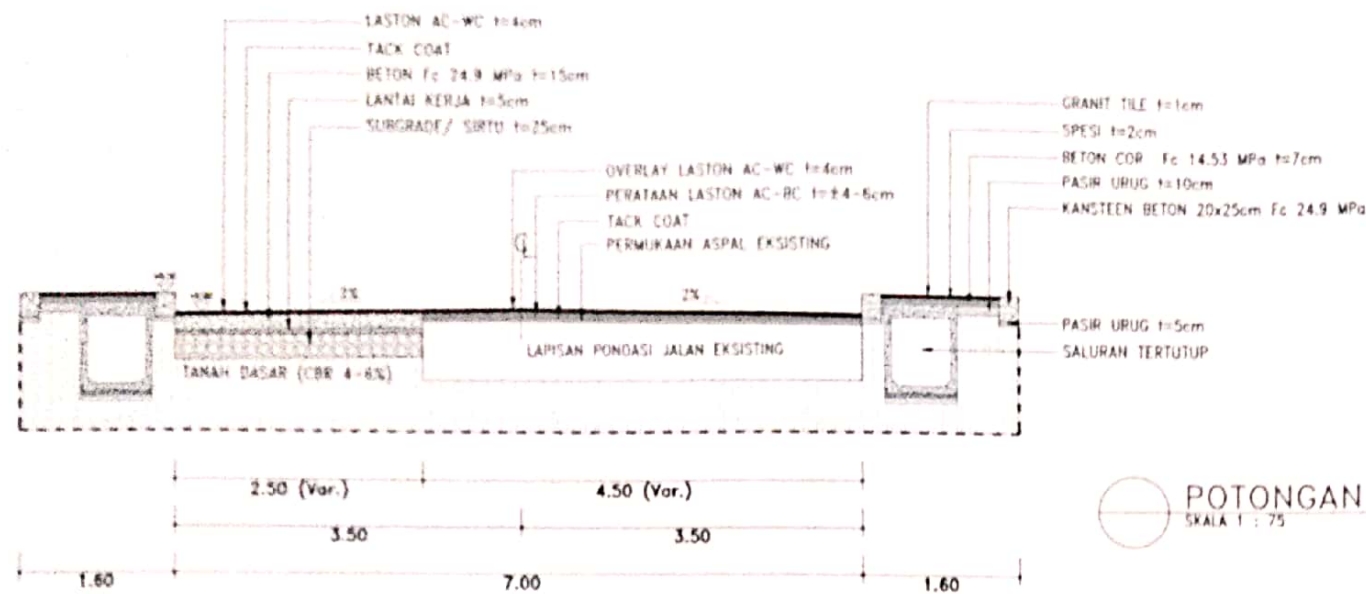 LASTON AC-WC t=4cm
TACK COAT
BETON Fc 24.9 MPa t=15cm
LANTAI KERJA t=5cm
SUBGRADE/ SIRTU t=25cm
OVERLAY LASTON AC-WC t=4cm
PERATAAN LASTON AC-BC t=±4-6cm
TACK COAT
PERMUKAAN ASPAL EKSISTING
GRANIT TILE t=1cm
SPESI t=2cm
BETON COR Fc 14.53 MPa t=7cm
PASIR URUG t=10cm
KANSTEEN BETON 20x25cm Fc 24.9 MPa
2%
2%
LAPISAN PONDASI JALAN EKSISTING
TANAH DASAR (CBR 4-6%)
PASIR URUG t=5cm
SALURAN TERTUTUP
2.50 (Var.)
4.50 (Var.)
3.50
3.50
1.60
7.00
1.60
POTONGAN
SKALA 1 : 75